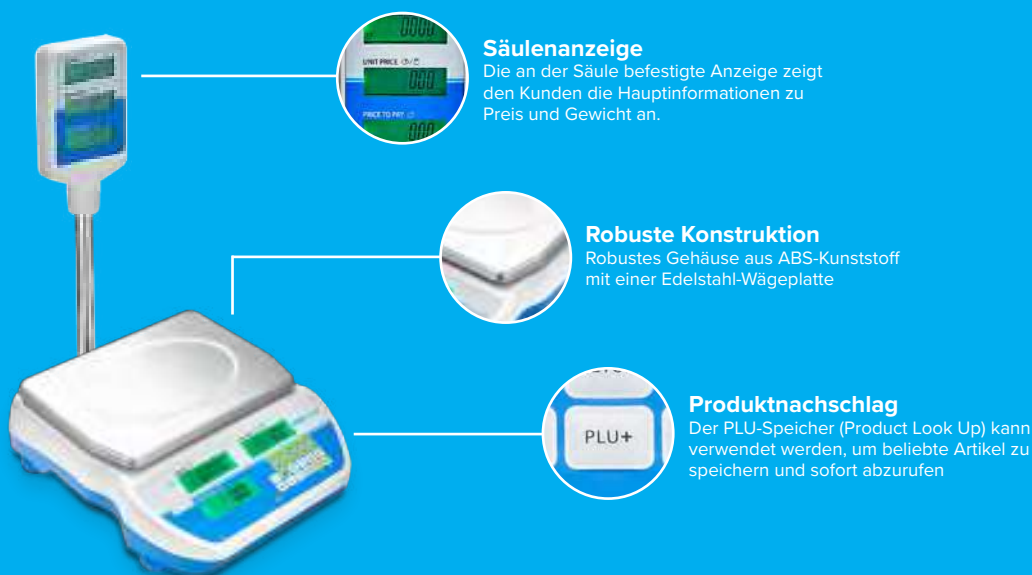 Säulenanzeige
Die an der Säule befestigte Anzeige zeigt
den Kunden die Hauptinformationen zu
Preis und Gewicht an.
UNIT PRICE
PRICE TO PAY
Robuste Konstruktion
Robustes Gehäuse aus ABS-Kunststoff
mit einer Edelstahl-Wägeplatte
Produktnachschlag
Der PLU-Speicher (Product Look Up) kann
verwendet werden, um beliebte Artikel zu
speichern und sofort abzurufen
PLU+